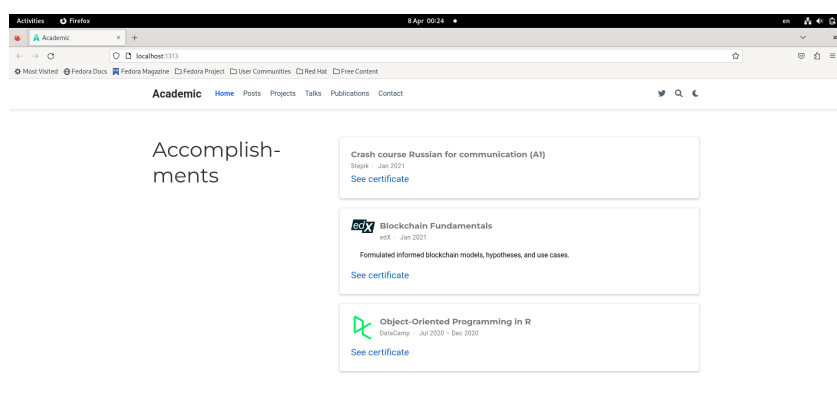 Activities Firefox 8 Apr 00:24 en
Academic
localhost:1313
Most Visited Fedora Docs Fedora Magazine Fedora Project User Communities Red Hat Free Content
Academic Home Posts Projects Talks Publications Contact
Accomplish-
ments
Crash course Russian for communication (A1)
Stepik · Jan 2021
See certificate
edX Blockchain Fundamentals
edX · Jan 2021
Formulated informed blockchain models, hypotheses, and use cases.
See certificate
Object-Oriented Programming in R
DataCamp · Jul 2020 – Dec 2020
See certificate